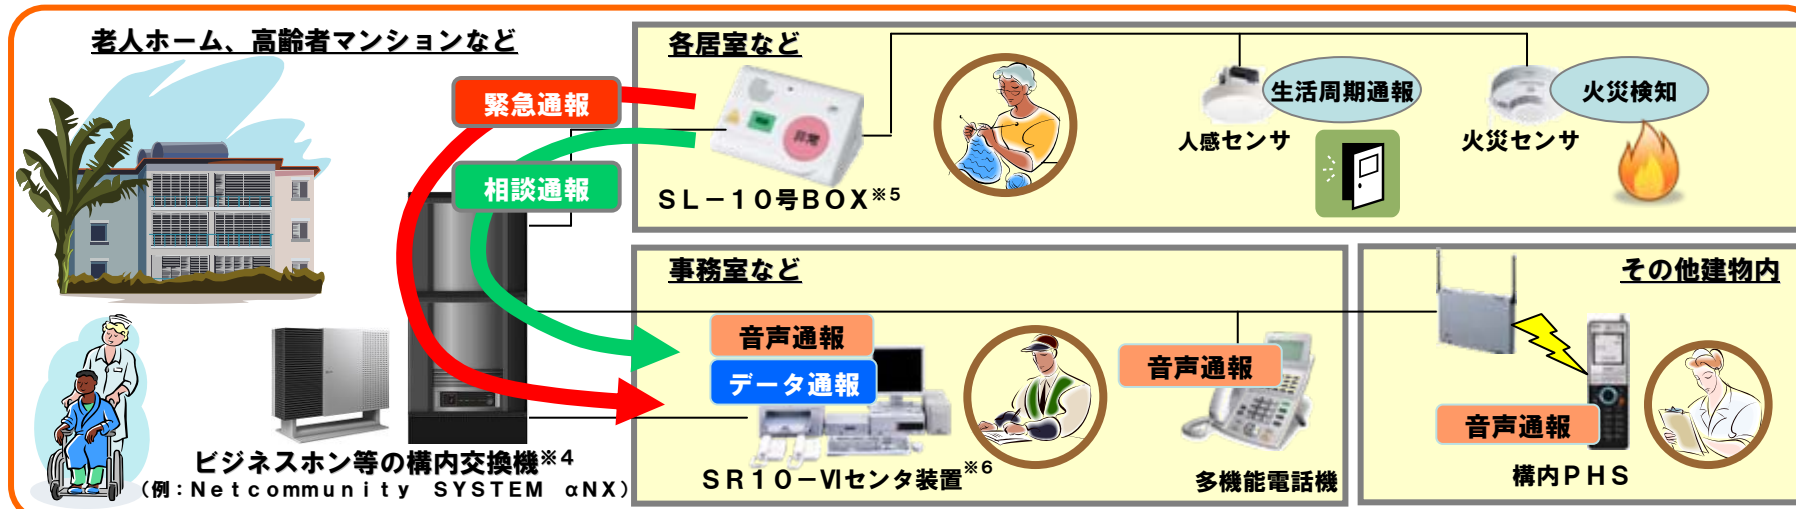 老人ホーム、高齢者マンションなど
緊急通報
相談通報
ビジネスホン等の構内交換機※4
(例：Netcommunity SYSTEM αNX)
各居室など
非常
SL－10号BOX※5
生活周期通報
人感センサ
火災検知
火災センサ
事務室など
音声通報
データ通報
SR10－Ⅵセンタ装置※6
音声通報
多機能電話機
その他建物内
音声通報
構内PHS